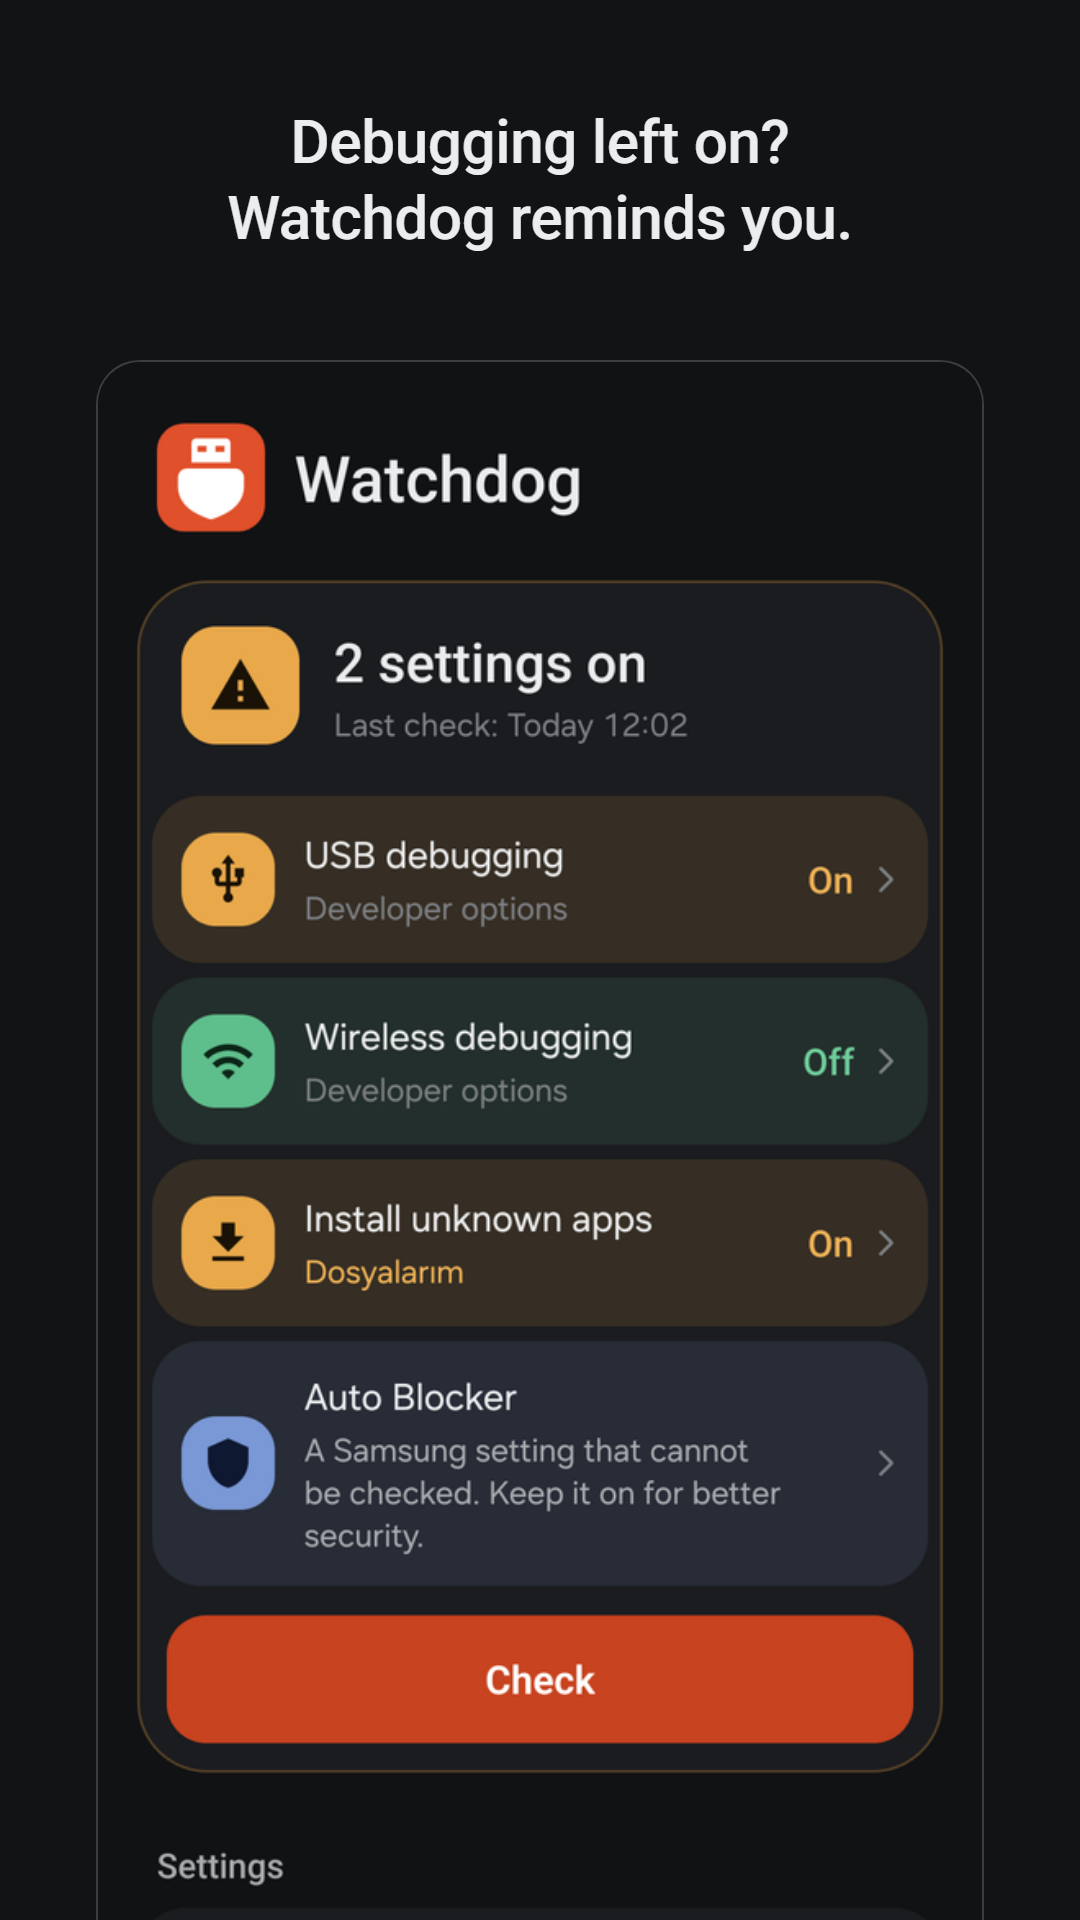 Debugging left on?
Watchdog reminds you.
Watchdog
2 settings on
Last check: Today 12:02
USB debugging
Developer options
On
Wireless debugging
Developer options
Off
Install unknown apps
Dosyalarım
On
Auto Blocker
A Samsung setting that cannot
be checked. Keep it on for better
security.
Check
Settings